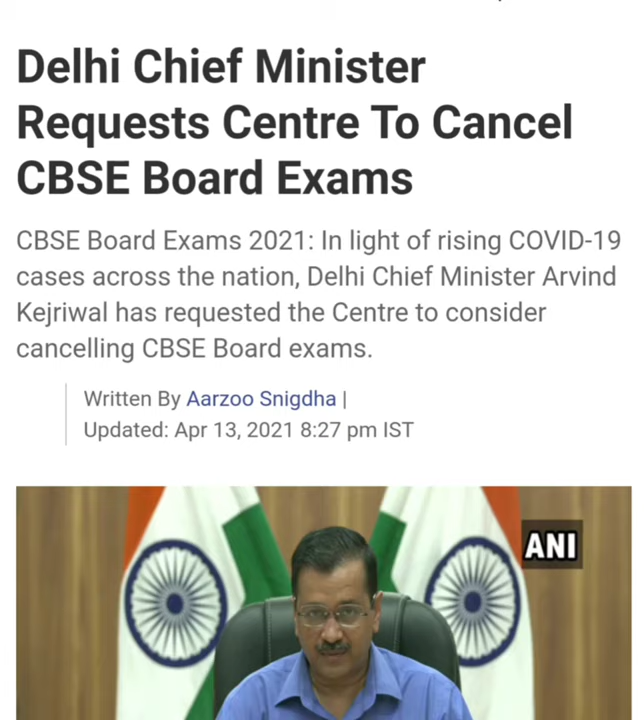 Delhi Chief Minister
Requests Centre To Cancel
CBSE Board Exams
CBSE Board Exams 2021: In light of rising COVID-19
cases across the nation, Delhi Chief Minister Arvind
Kejriwal has requested the Centre to consider
cancelling CBSE Board exams.
Written By Aarzoo Snigdha |
Updated: Apr 13, 2021 8:27 pm IST
ANI